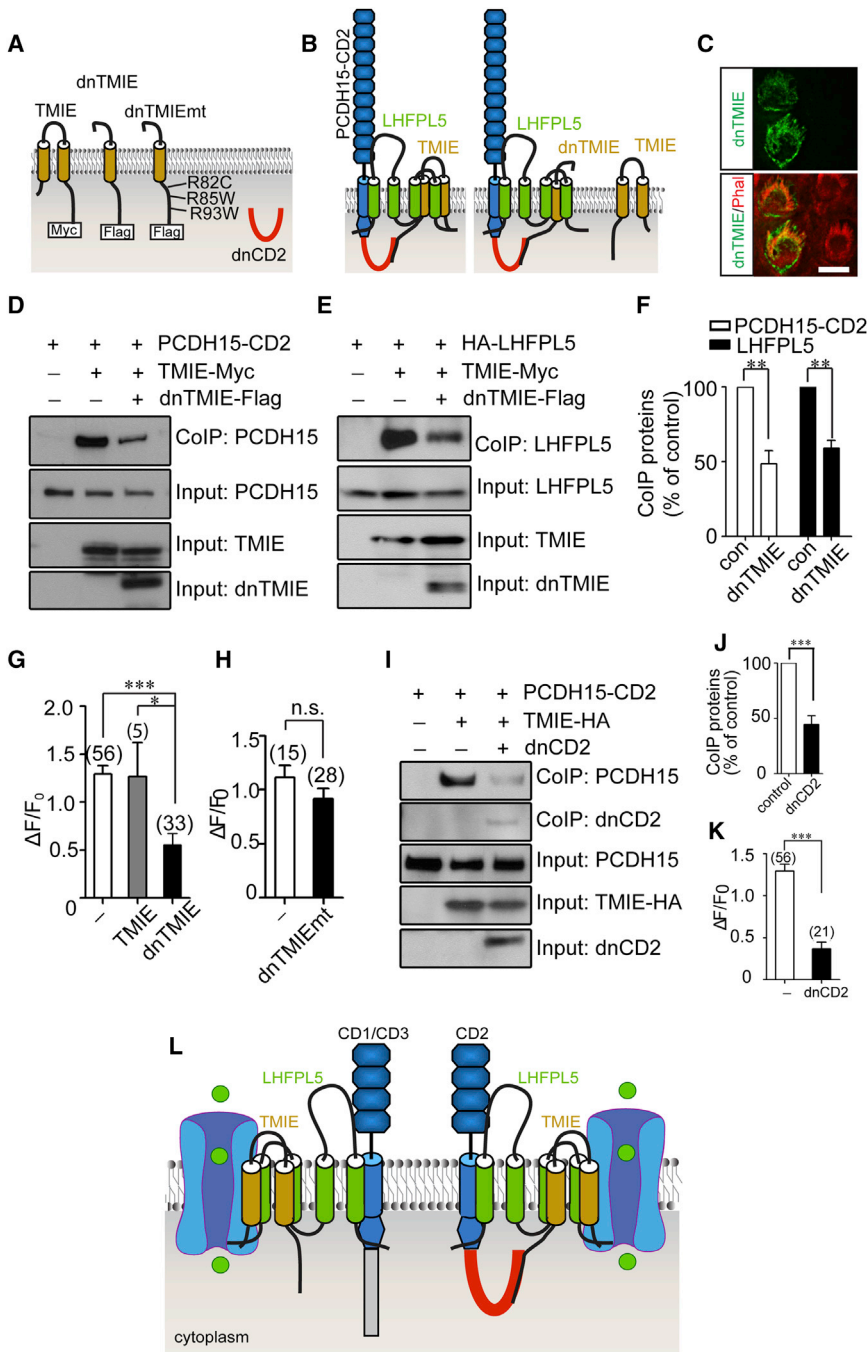 A
dnTMIE
TMIE
dnTMIEmt
R82C
R85W
R93W
Myc
Flag
Flag
dnCD2
B
PCDH15-CD2
LHFPL5
TMIE
LHFPL5
dnTMIE
TMIE
C
dnTMIE
dnTMIE/Phal
D
+ + + PCDH15-CD2
– + + TMIE-Myc
– – + dnTMIE-Flag
CoIP: PCDH15
Input: PCDH15
Input: TMIE
Input: dnTMIE
E
+ + + HA-LHFPL5
– + + TMIE-Myc
– – + dnTMIE-Flag
CoIP: LHFPL5
Input: LHFPL5
Input: TMIE
Input: dnTMIE
F
PCDH15-CD2
LHFPL5
** **
100
50
0
CoIP proteins
(% of control)
con
dnTMIE
con
dnTMIE
G
***
*
2.0
1.5
1.0
0.5
0
ΔF/F0
(56)
(5)
(33)
–
TMIE
dnTMIE
H
n.s.
1.5
1.0
0.5
0
ΔF/F0
(15)
(28)
–
dnTMIEmt
I
+ + + PCDH15-CD2
– + + TMIE-HA
– – + dnCD2
CoIP: PCDH15
CoIP: dnCD2
Input: PCDH15
Input: TMIE-HA
Input: dnCD2
J
***
100
50
0
CoIP proteins
(% of control)
control
dnCD2
K
***
1.5
1.0
0.5
0
ΔF/F0
(56)
(21)
–
dnCD2
L
CD1/CD3
CD2
LHFPL5
LHFPL5
TMIE
TMIE
cytoplasm